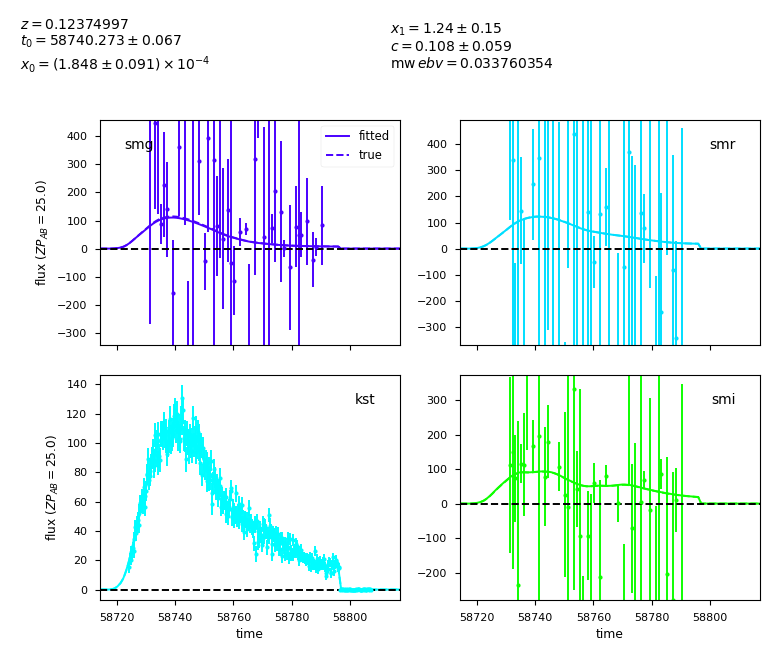 z = 0.12374997
t₀ = 58740.273 ± 0.067
x₀ = (1.848 ± 0.091) × 10⁻⁴
x₁ = 1.24 ± 0.15
c = 0.108 ± 0.059
mw ebv = 0.033760354
smg
fitted
true
400
300
200
100
0
−100
−200
−300
flux (ZP_AB = 25.0)
smr
400
300
200
100
0
−100
−200
−300
kst
140
120
100
80
60
40
20
0
flux (ZP_AB = 25.0)
58720 58740 58760 58780 58800
time
smi
300
200
100
0
−100
−200
58720 58740 58760 58780 58800
time